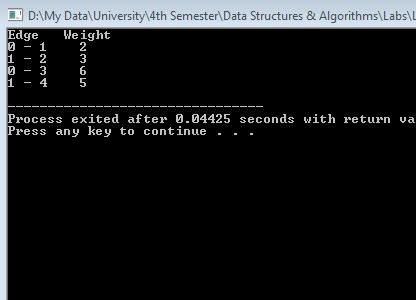 D:\My Data\University\4th Semester\Data Structures & Algorithms\Labs\L
Edge Weight
0 - 1 2
1 - 2 3
0 - 3 6
1 - 4 5
--------------------------------
Process exited after 0.04425 seconds with return va
Press any key to continue . . .